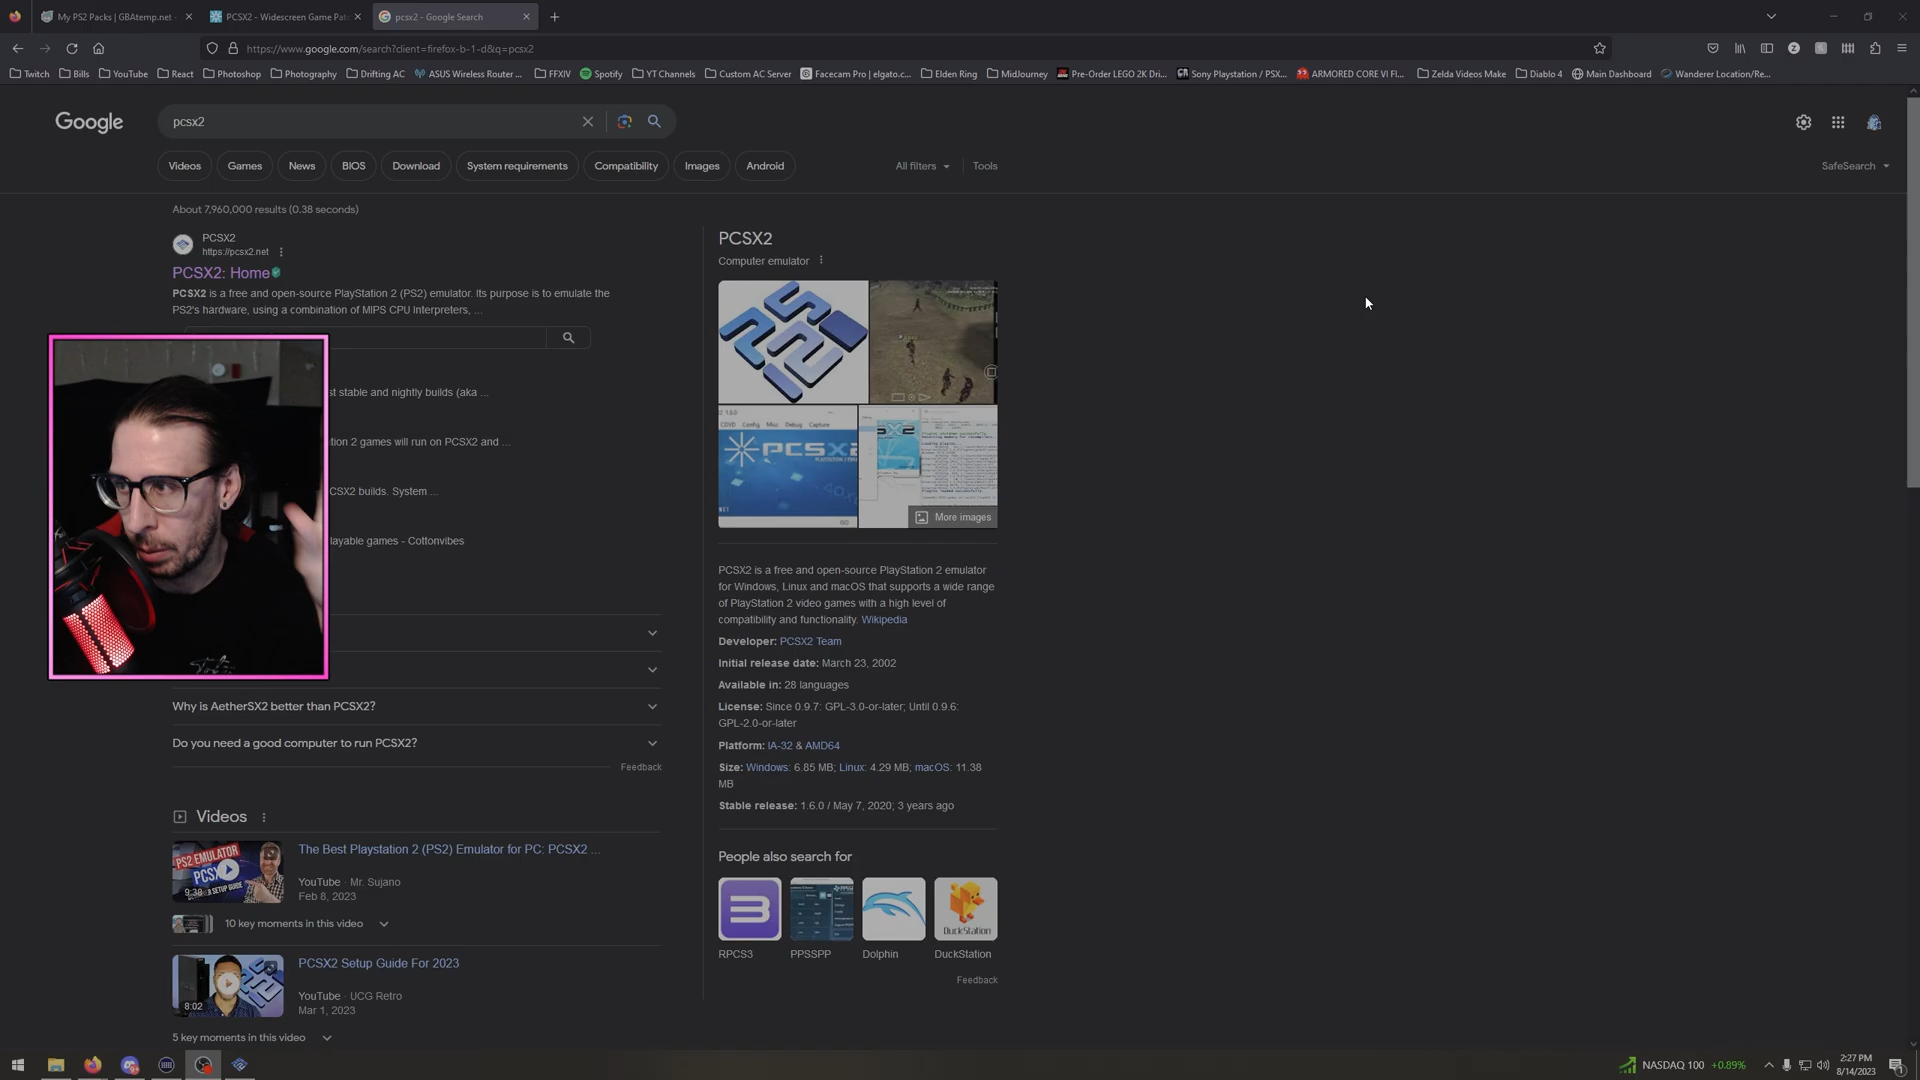 My PS2 Packs | GBAtemp.net -
PCSX2 - Widescreen Game Pat
pcsx2 - Google Search
https://www.google.com/search?client=firefox-b-1-d&q=pcsx2
Twitch
Bills
YouTube
React
Photoshop
Photography
Drifting AC
ASUS Wireless Router ...
FFXIV
Spotify
YT Channels
Custom AC Server
Facecam Pro | elgato.c...
Elden Ring
MidJourney
Pre-Order LEGO 2K Dri...
Sony Playstation / PSX...
ARMORED CORE VI FI...
Zelda Videos Make
Diablo 4
Main Dashboard
Wanderer Location/Re...
Google
pcsx2
Videos
Games
News
BIOS
Download
System requirements
Compatibility
Images
Android
All filters
Tools
SafeSearch
About 7,960,000 results (0.38 seconds)
PCSX2
https://pcsx2.net
PCSX2: Home
PCSX2 is a free and open-source PlayStation 2 (PS2) emulator. Its purpose is to emulate the
PS2's hardware, using a combination of MIPS CPU Interpreters, ...
st stable and nightly builds (aka ...
tion 2 games will run on PCSX2 and ...
CSX2 builds. System ...
layable games - Cottonvibes
Why is AetherSX2 better than PCSX2?
Do you need a good computer to run PCSX2?
Feedback
Videos
PS2 EMULATOR
9:38
The Best Playstation 2 (PS2) Emulator for PC: PCSX2 ...
YouTube · Mr. Sujano
Feb 8, 2023
10 key moments in this video
8:02
PCSX2 Setup Guide For 2023
YouTube · UCG Retro
Mar 1, 2023
5 key moments in this video
PCSX2
Computer emulator
CDVD Config Misc Debug Capture
PCSX2
More images
PCSX2 is a free and open-source PlayStation 2 emulator
for Windows, Linux and macOS that supports a wide range
of PlayStation 2 video games with a high level of
compatibility and functionality. Wikipedia
Developer: PCSX2 Team
Initial release date: March 23, 2002
Available in: 28 languages
License: Since 0.9.7: GPL-3.0-or-later; Until 0.9.6:
GPL-2.0-or-later
Platform: IA-32 & AMD64
Size: Windows: 6.85 MB; Linux: 4.29 MB; macOS: 11.38
MB
Stable release: 1.6.0 / May 7, 2020; 3 years ago
People also search for
DuckStation
RPCS3
PPSSPP
Dolphin
DuckStation
Feedback
NASDAQ 100 +0.89%
2:27 PM
8/14/2023